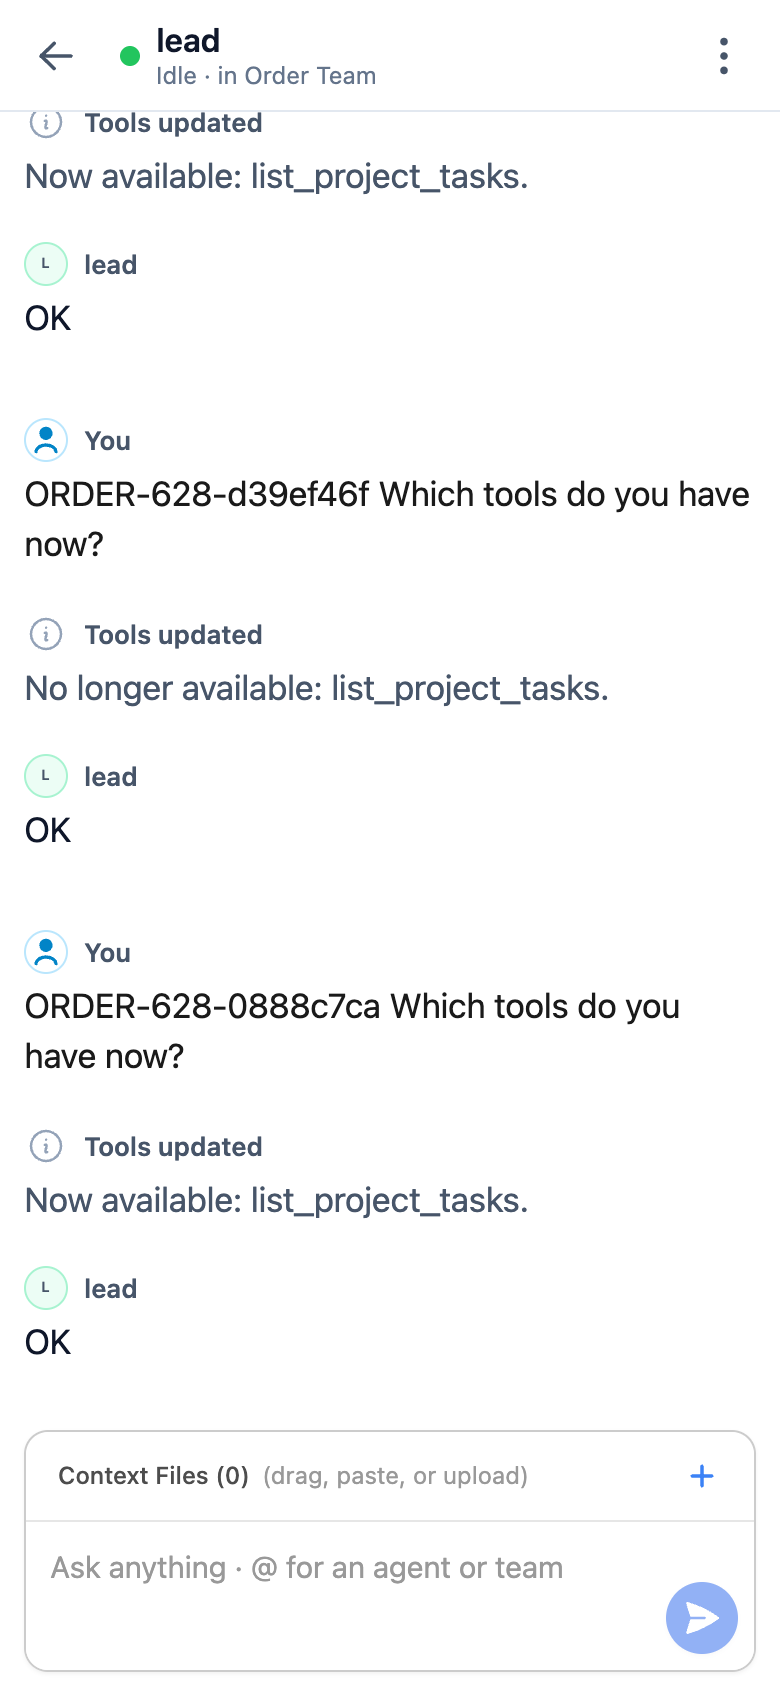 lead
Idle · in Order Team
Tools updated
Now available: list_project_tasks.
L lead
OK
You
ORDER-628-d39ef46f Which tools do you have
now?
Tools updated
No longer available: list_project_tasks.
L lead
OK
You
ORDER-628-0888c7ca Which tools do you
have now?
Tools updated
Now available: list_project_tasks.
L lead
OK
Context Files (0) (drag, paste, or upload)
Ask anything · @ for an agent or team